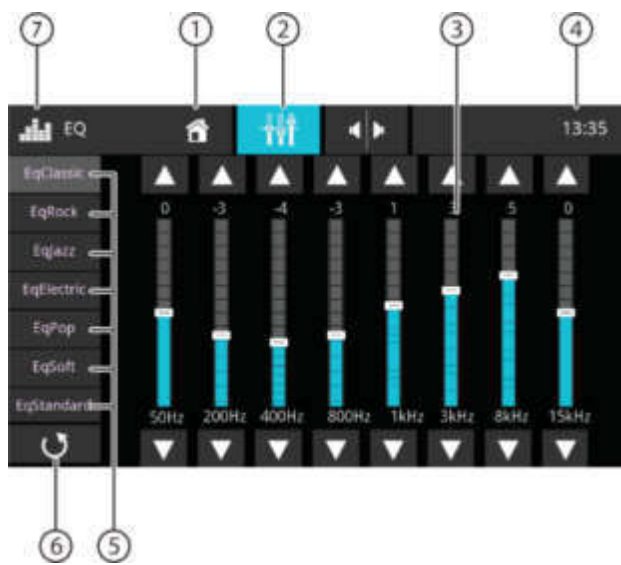 7 1 2 3 4
EQ 13:35
EqClassic
EqRock 0 -3 -4 -3 1 3 5 0
EqJazz
EqElectric
EqPop
EqSoft
EqStandard
50Hz 200Hz 400Hz 800Hz 1kHz 3kHz 8kHz 15kHz
6 5